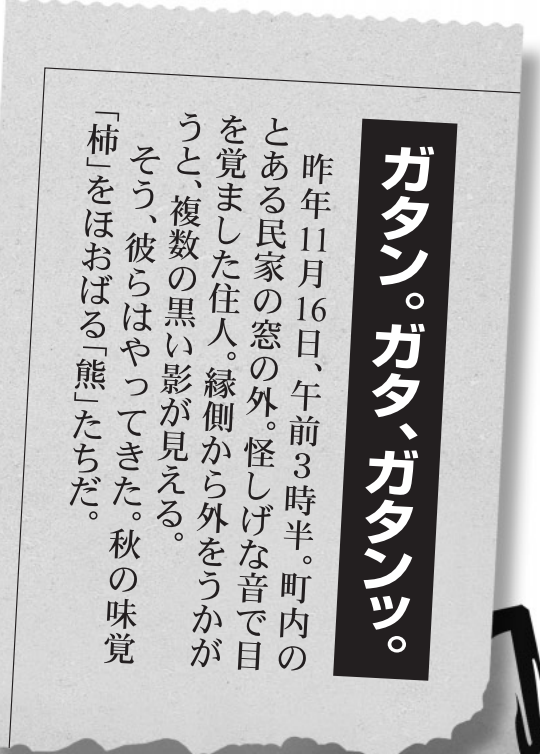 ガタン。ガタ、ガタンッ。
昨年11月16日、午前3時半。町内の
とある民家の窓の外。怪しげな音で目
を覚ました住人。縁側から外をうかが
うと、複数の黒い影が見える。
そう、彼らはやってきた。秋の味覚
「柿」をほおばる「熊」たちだ。